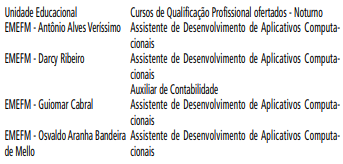 Unidade Educacional Cursos de Qualificação Profissional ofertados - Noturno
EMEFM - Antônio Alves Veríssimo Assistente de Desenvolvimento de Aplicativos Computa-
cionais
EMEFM - Darcy Ribeiro Assistente de Desenvolvimento de Aplicativos Computa-
cionais
Auxiliar de Contabilidade
EMEFM - Guiomar Cabral Assistente de Desenvolvimento de Aplicativos Computa-
cionais
EMEFM - Osvaldo Aranha Bandeira Assistente de Desenvolvimento de Aplicativos Computa-
de Mello cionais